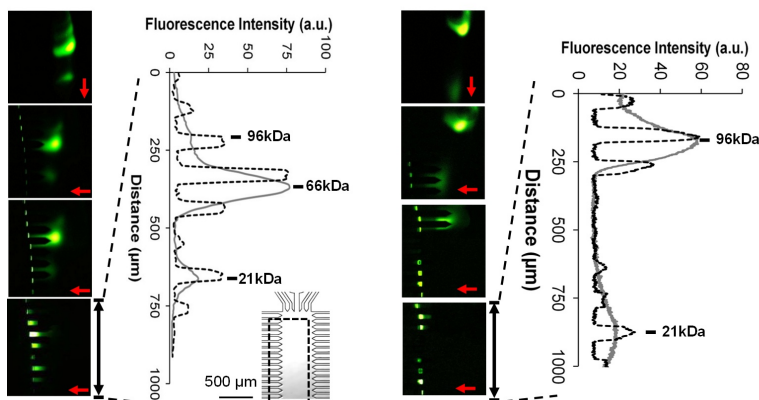 Fluorescence Intensity (a.u.)
0
25
50
75
100
0
250
500
750
1000
Distance (µm)
96kDa
66kDa
21kDa
500 µm
Fluorescence Intensity (a.u.)
0
20
40
60
80
0
250
500
750
1000
Distance (µm)
96kDa
21kDa